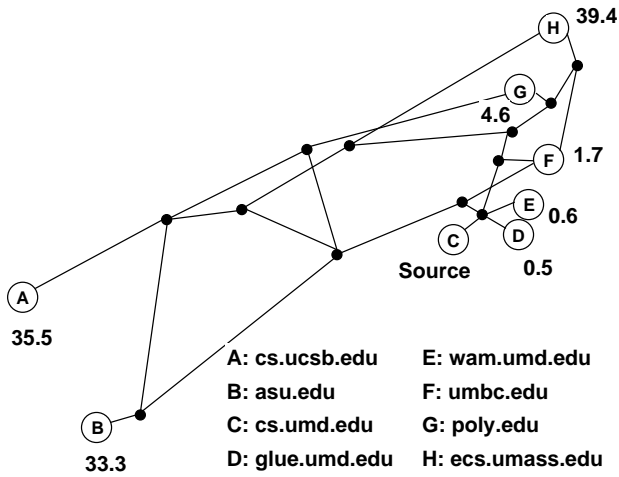 H 39.4
G
4.6
F 1.7
E
0.6
D
C
Source 0.5
A
35.5
B
33.3
A: cs.ucsb.edu E: wam.umd.edu
B: asu.edu F: umbc.edu
C: cs.umd.edu G: poly.edu
D: glue.umd.edu H: ecs.umass.edu